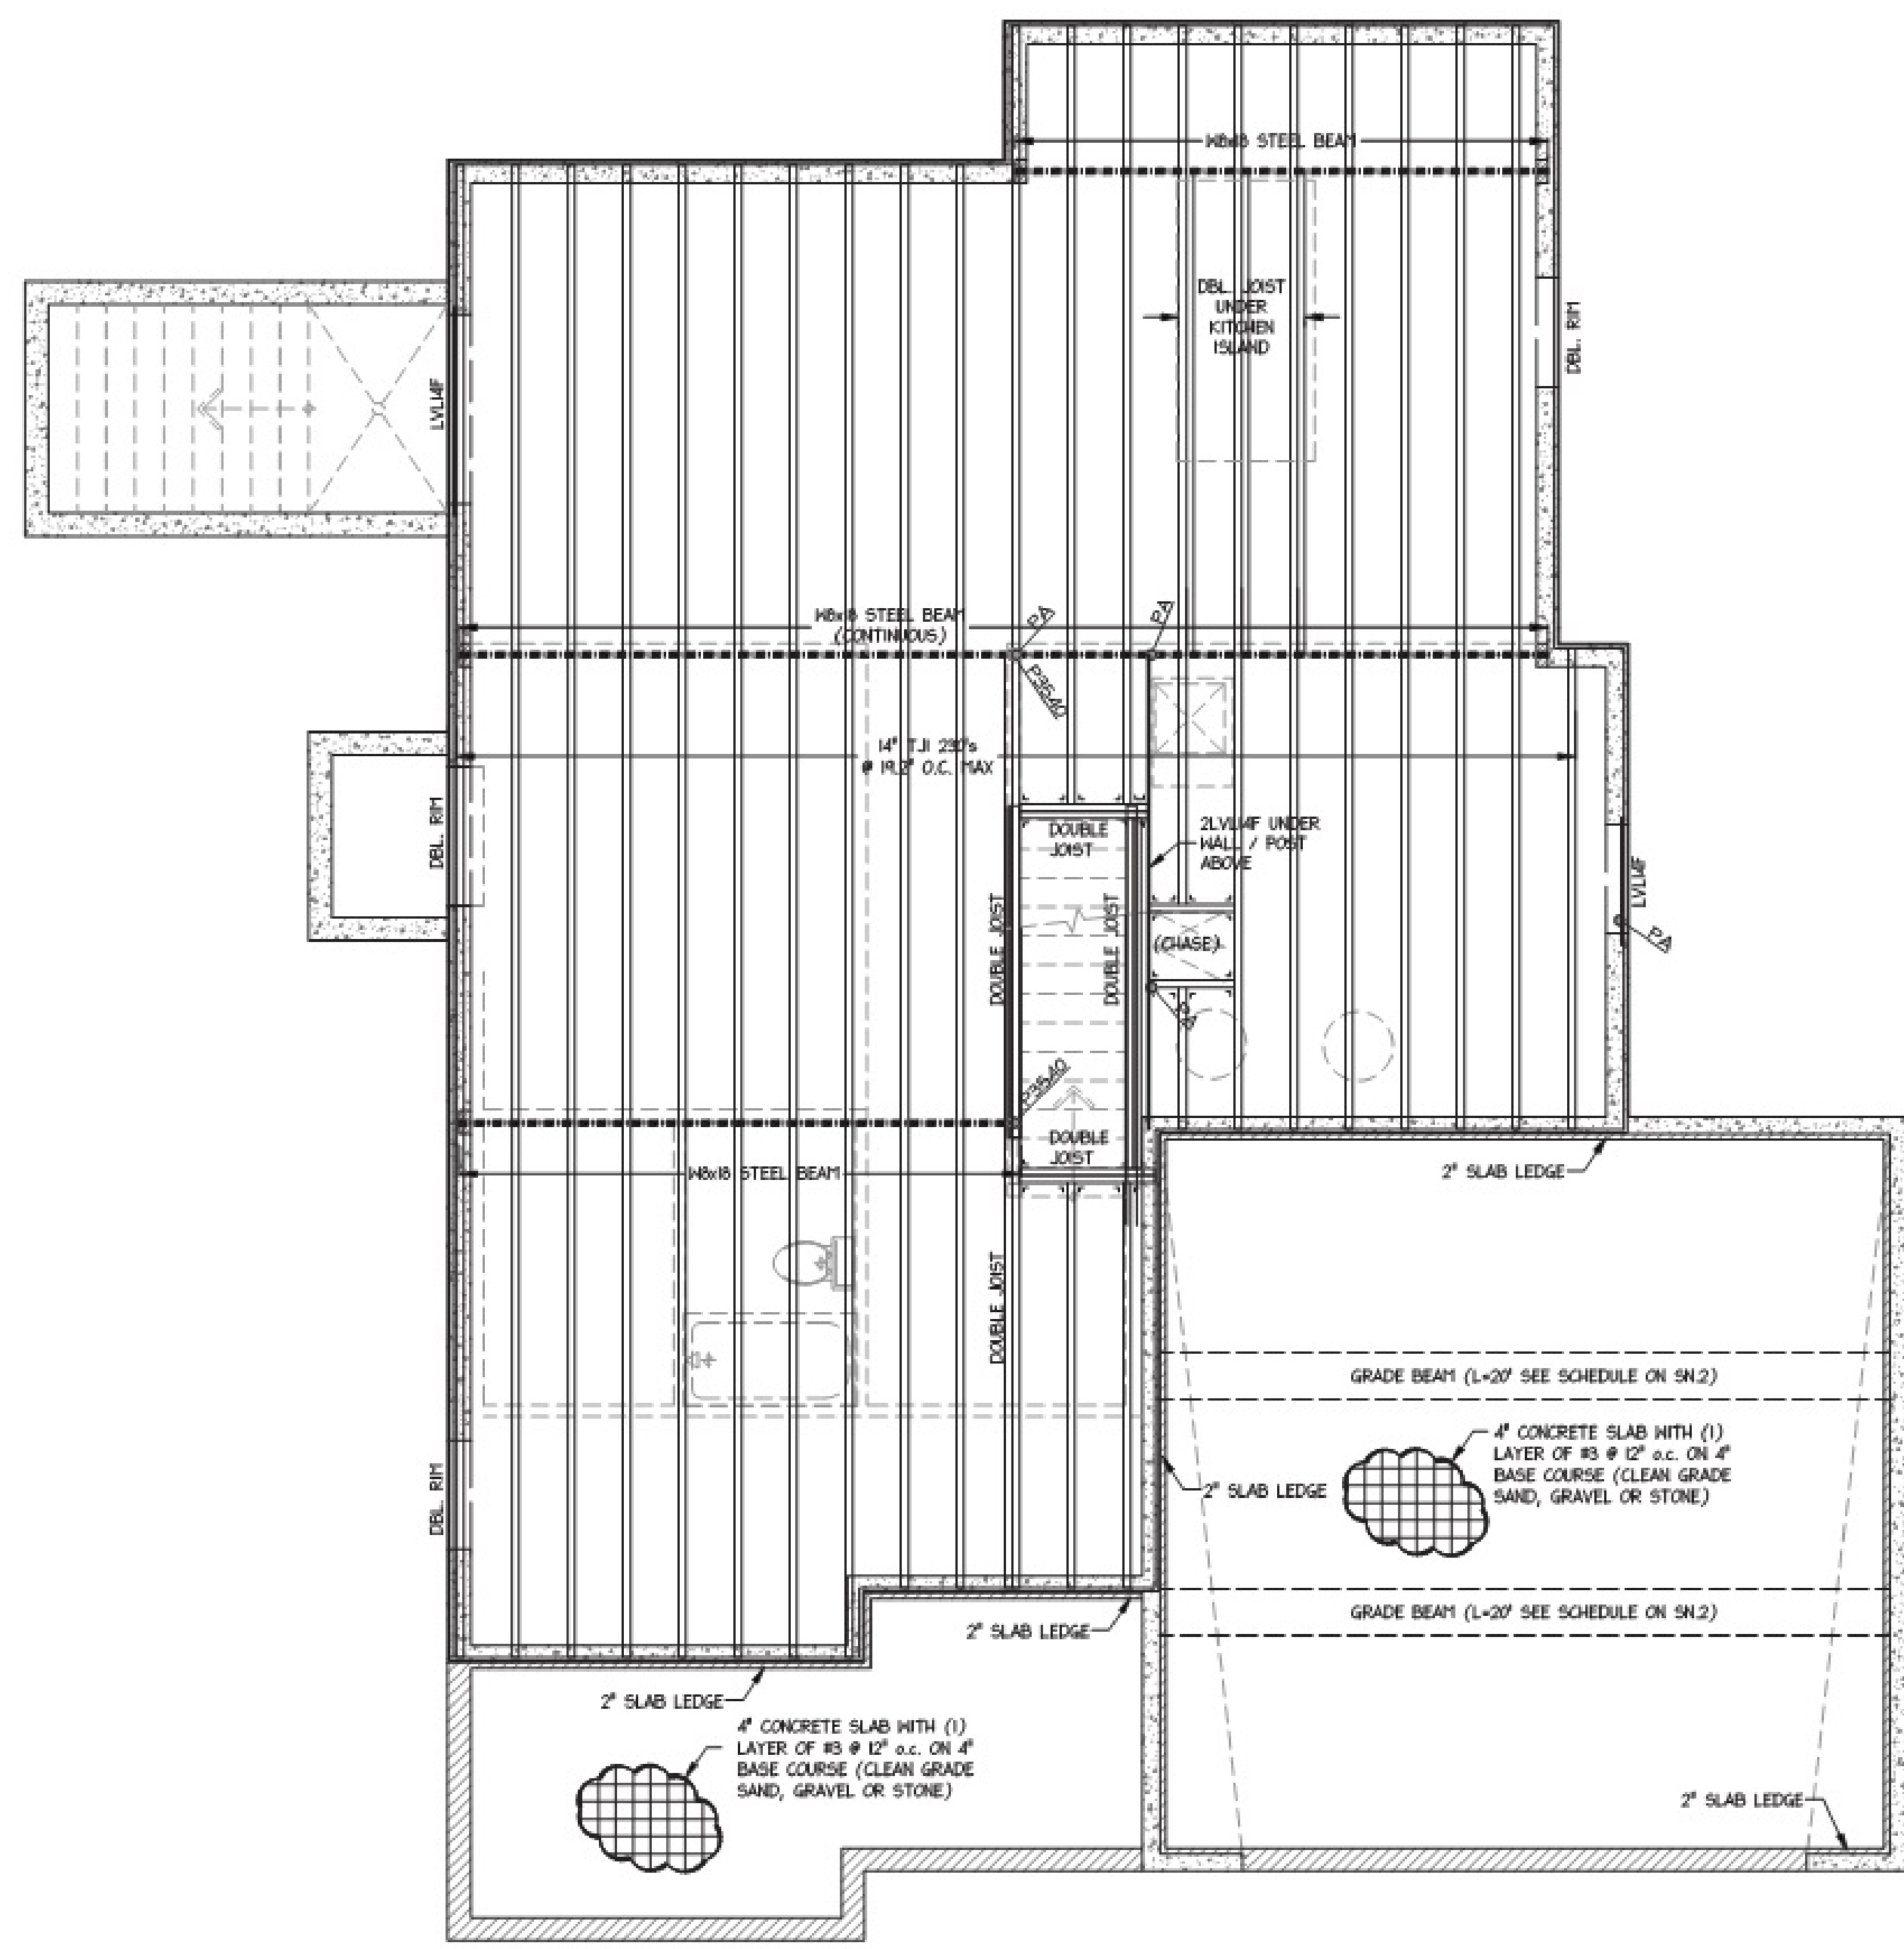 W8x18 STEEL BEAM
DBL. JOIST
UNDER
KITCHEN
ISLAND
DBL. RIM
LVL14F
W8x18 STEEL BEAM
(CONTINUOUS)
PA
PA
P3540
14" TJI 230's
@ 19.2" O.C. MAX
DBL. RIM
DOUBLE
JOIST
2LVL14F UNDER
WALL / POST
ABOVE
LVL14F
DOUBLE JOIST
DOUBLE JOIST
(CHASE)
PA
PA
P3540
DOUBLE
JOIST
W8x18 STEEL BEAM
2" SLAB LEDGE
DOUBLE JOIST
GRADE BEAM (L=20' SEE SCHEDULE ON SN.2)
4" CONCRETE SLAB WITH (1)
LAYER OF #3 @ 12" o.c. ON 4"
BASE COURSE (CLEAN GRADE
SAND, GRAVEL OR STONE)
2" SLAB LEDGE
DBL. RIM
GRADE BEAM (L=20' SEE SCHEDULE ON SN.2)
2" SLAB LEDGE
2" SLAB LEDGE
4" CONCRETE SLAB WITH (1)
LAYER OF #3 @ 12" o.c. ON 4"
BASE COURSE (CLEAN GRADE
SAND, GRAVEL OR STONE)
2" SLAB LEDGE